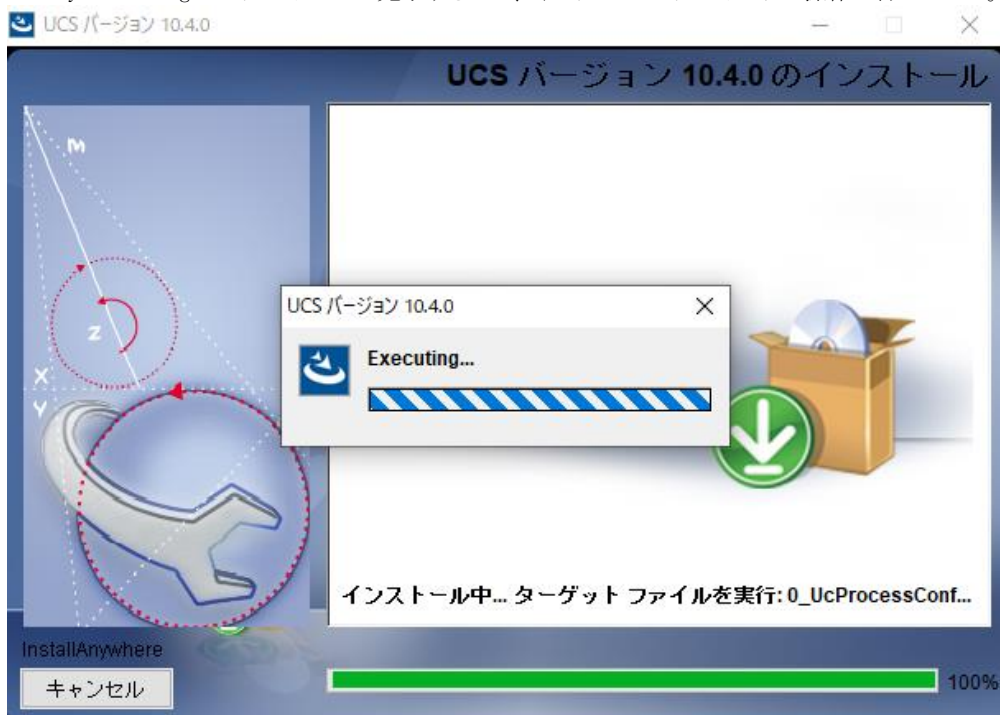 UCS バージョン 10.4.0
UCS バージョン 10.4.0 のインストール
m
z
X
Y
UCS バージョン 10.4.0
Executing...
インストール中... ターゲット ファイルを実行: 0_UcProcessConf...
InstallAnywhere
キャンセル
100%